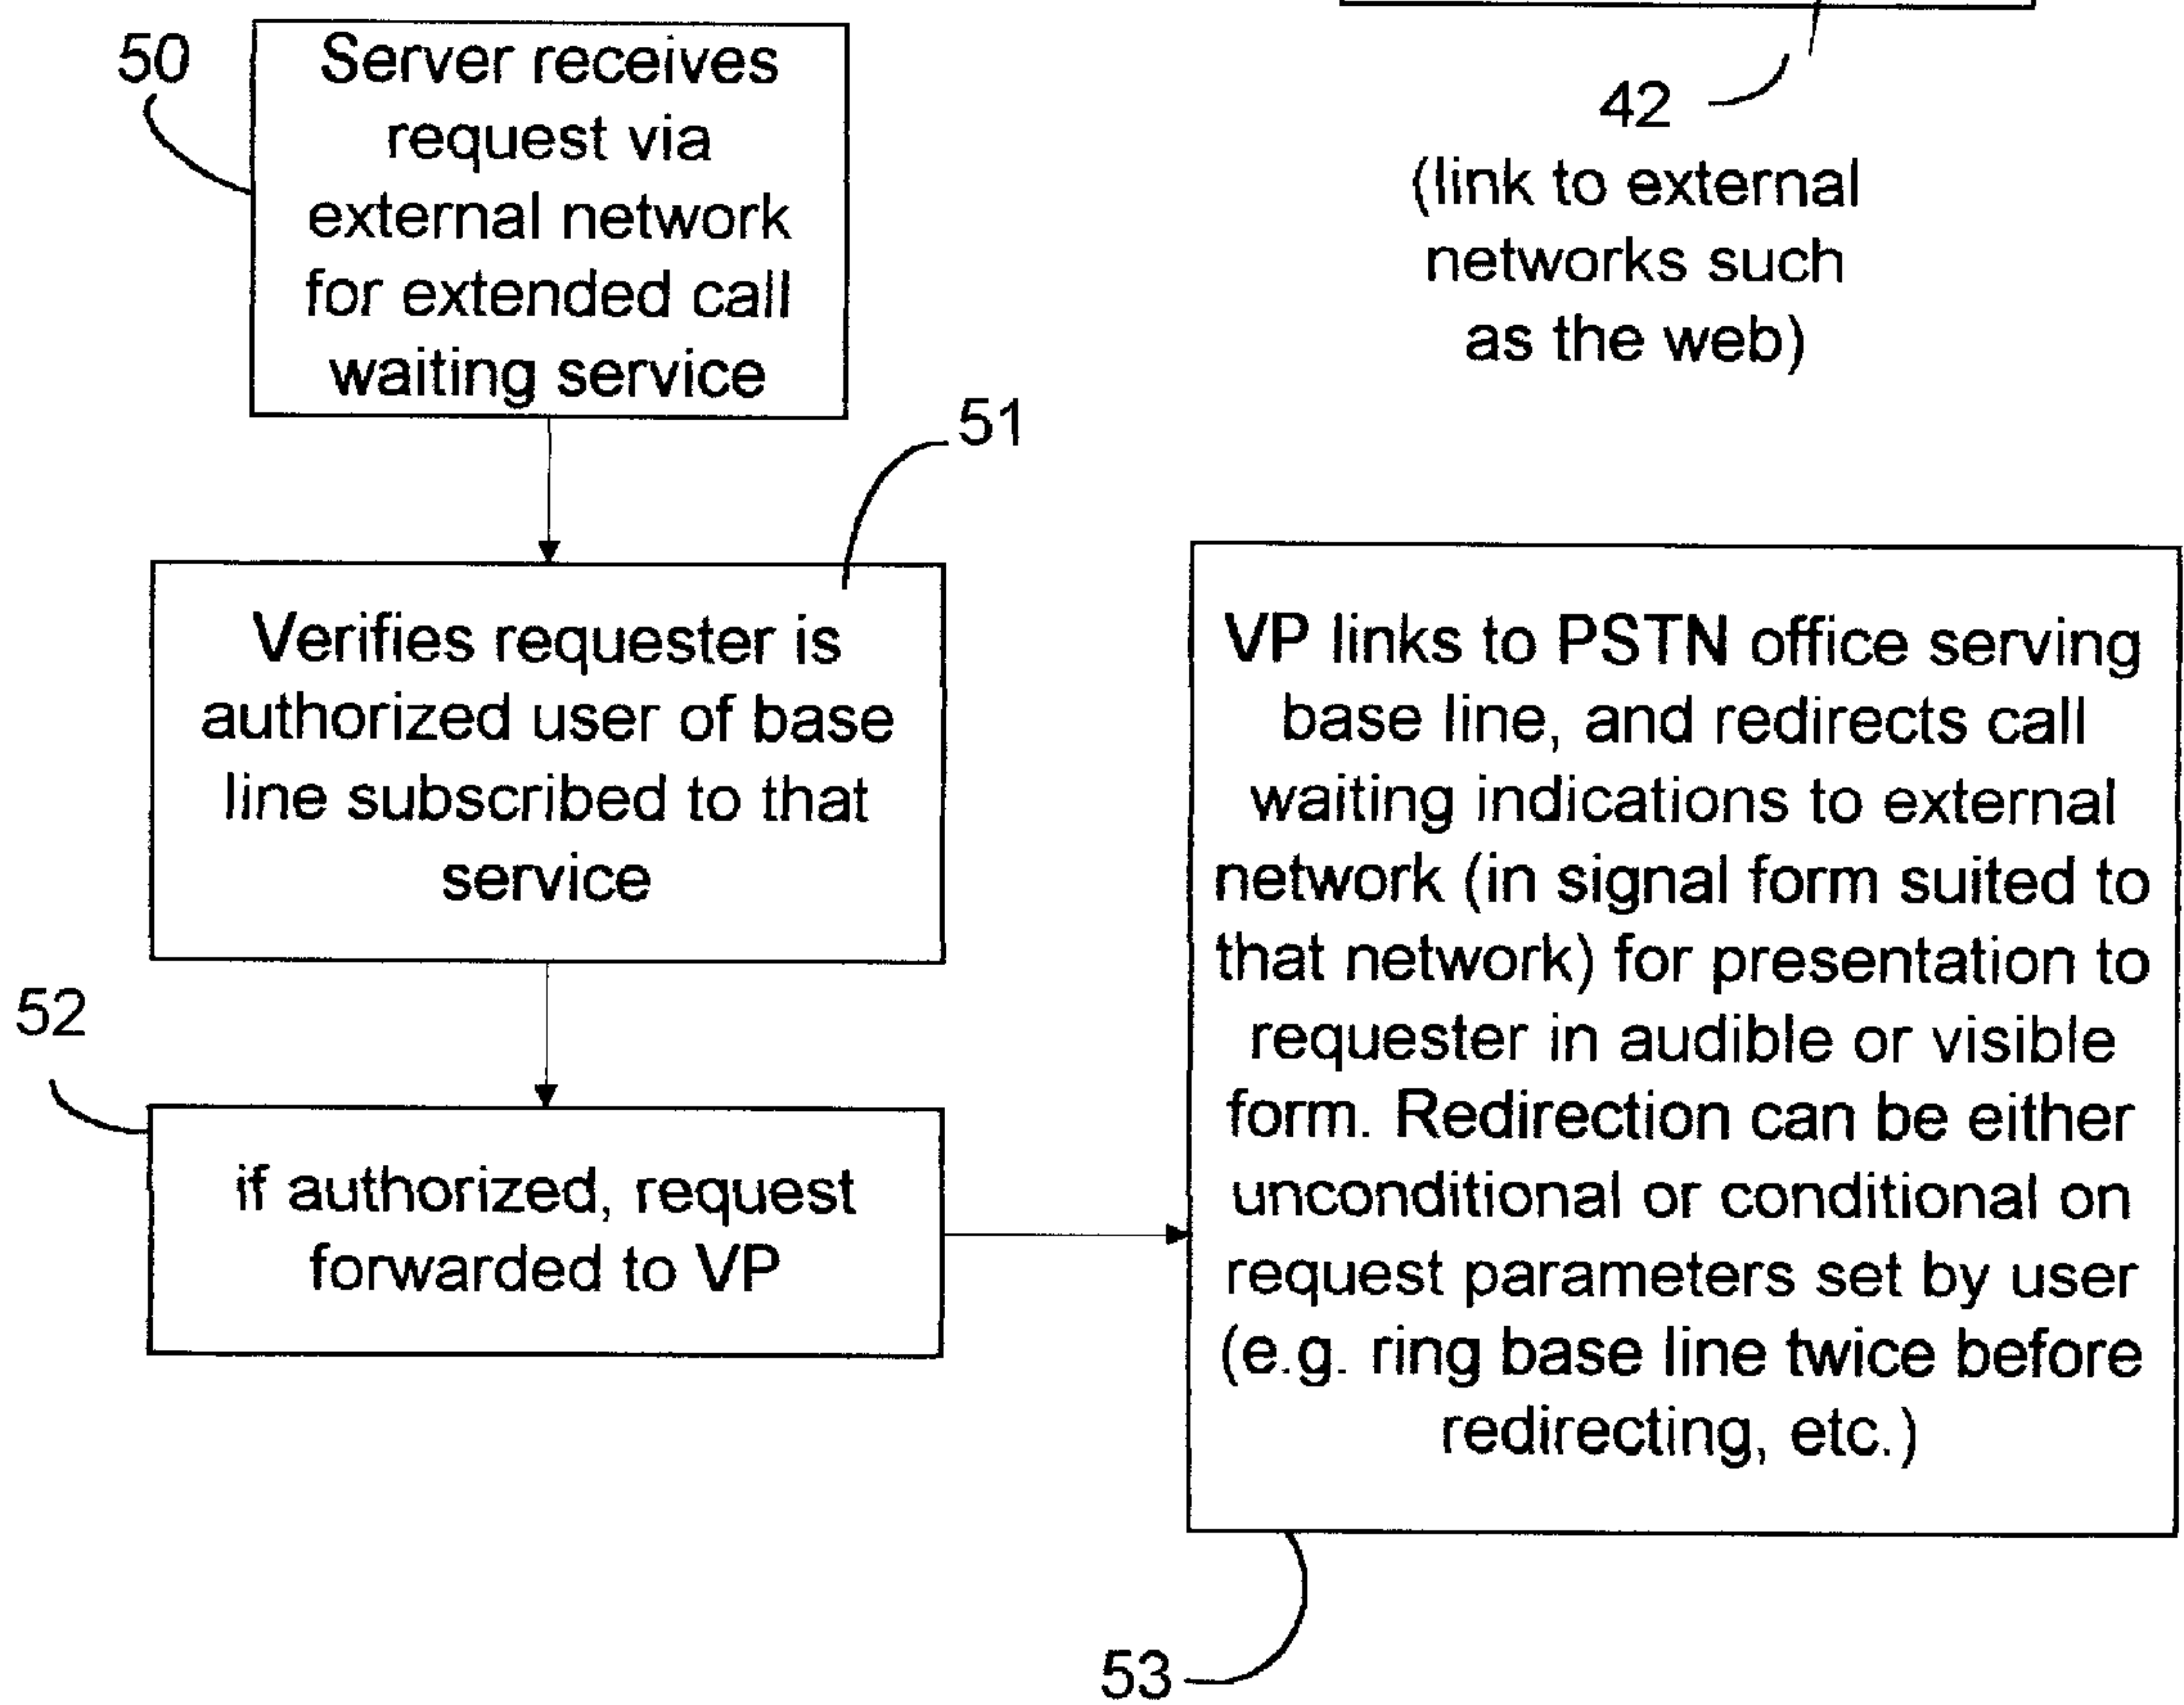 50
Server receives
request via
external network
for extended call
waiting service
42
(link to external
networks such
as the web)
51
Verifies requester is
authorized user of base
line subscribed to that
service
52
if authorized, request
forwarded to VP
VP links to PSTN office serving
base line, and redirects call
waiting indications to external
network (in signal form suited to
that network) for presentation to
requester in audible or visible
form. Redirection can be either
unconditional or conditional on
request parameters set by user
(e.g. ring base line twice before
redirecting, etc.)
53